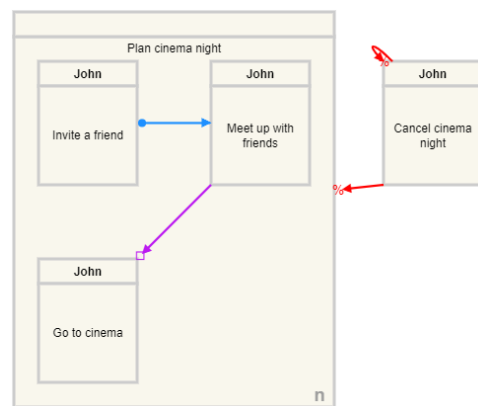 Plan cinema night
John
Invite a friend
John
Meet up with
friends
%
John
Cancel cinema
night
%
John
Go to cinema
n